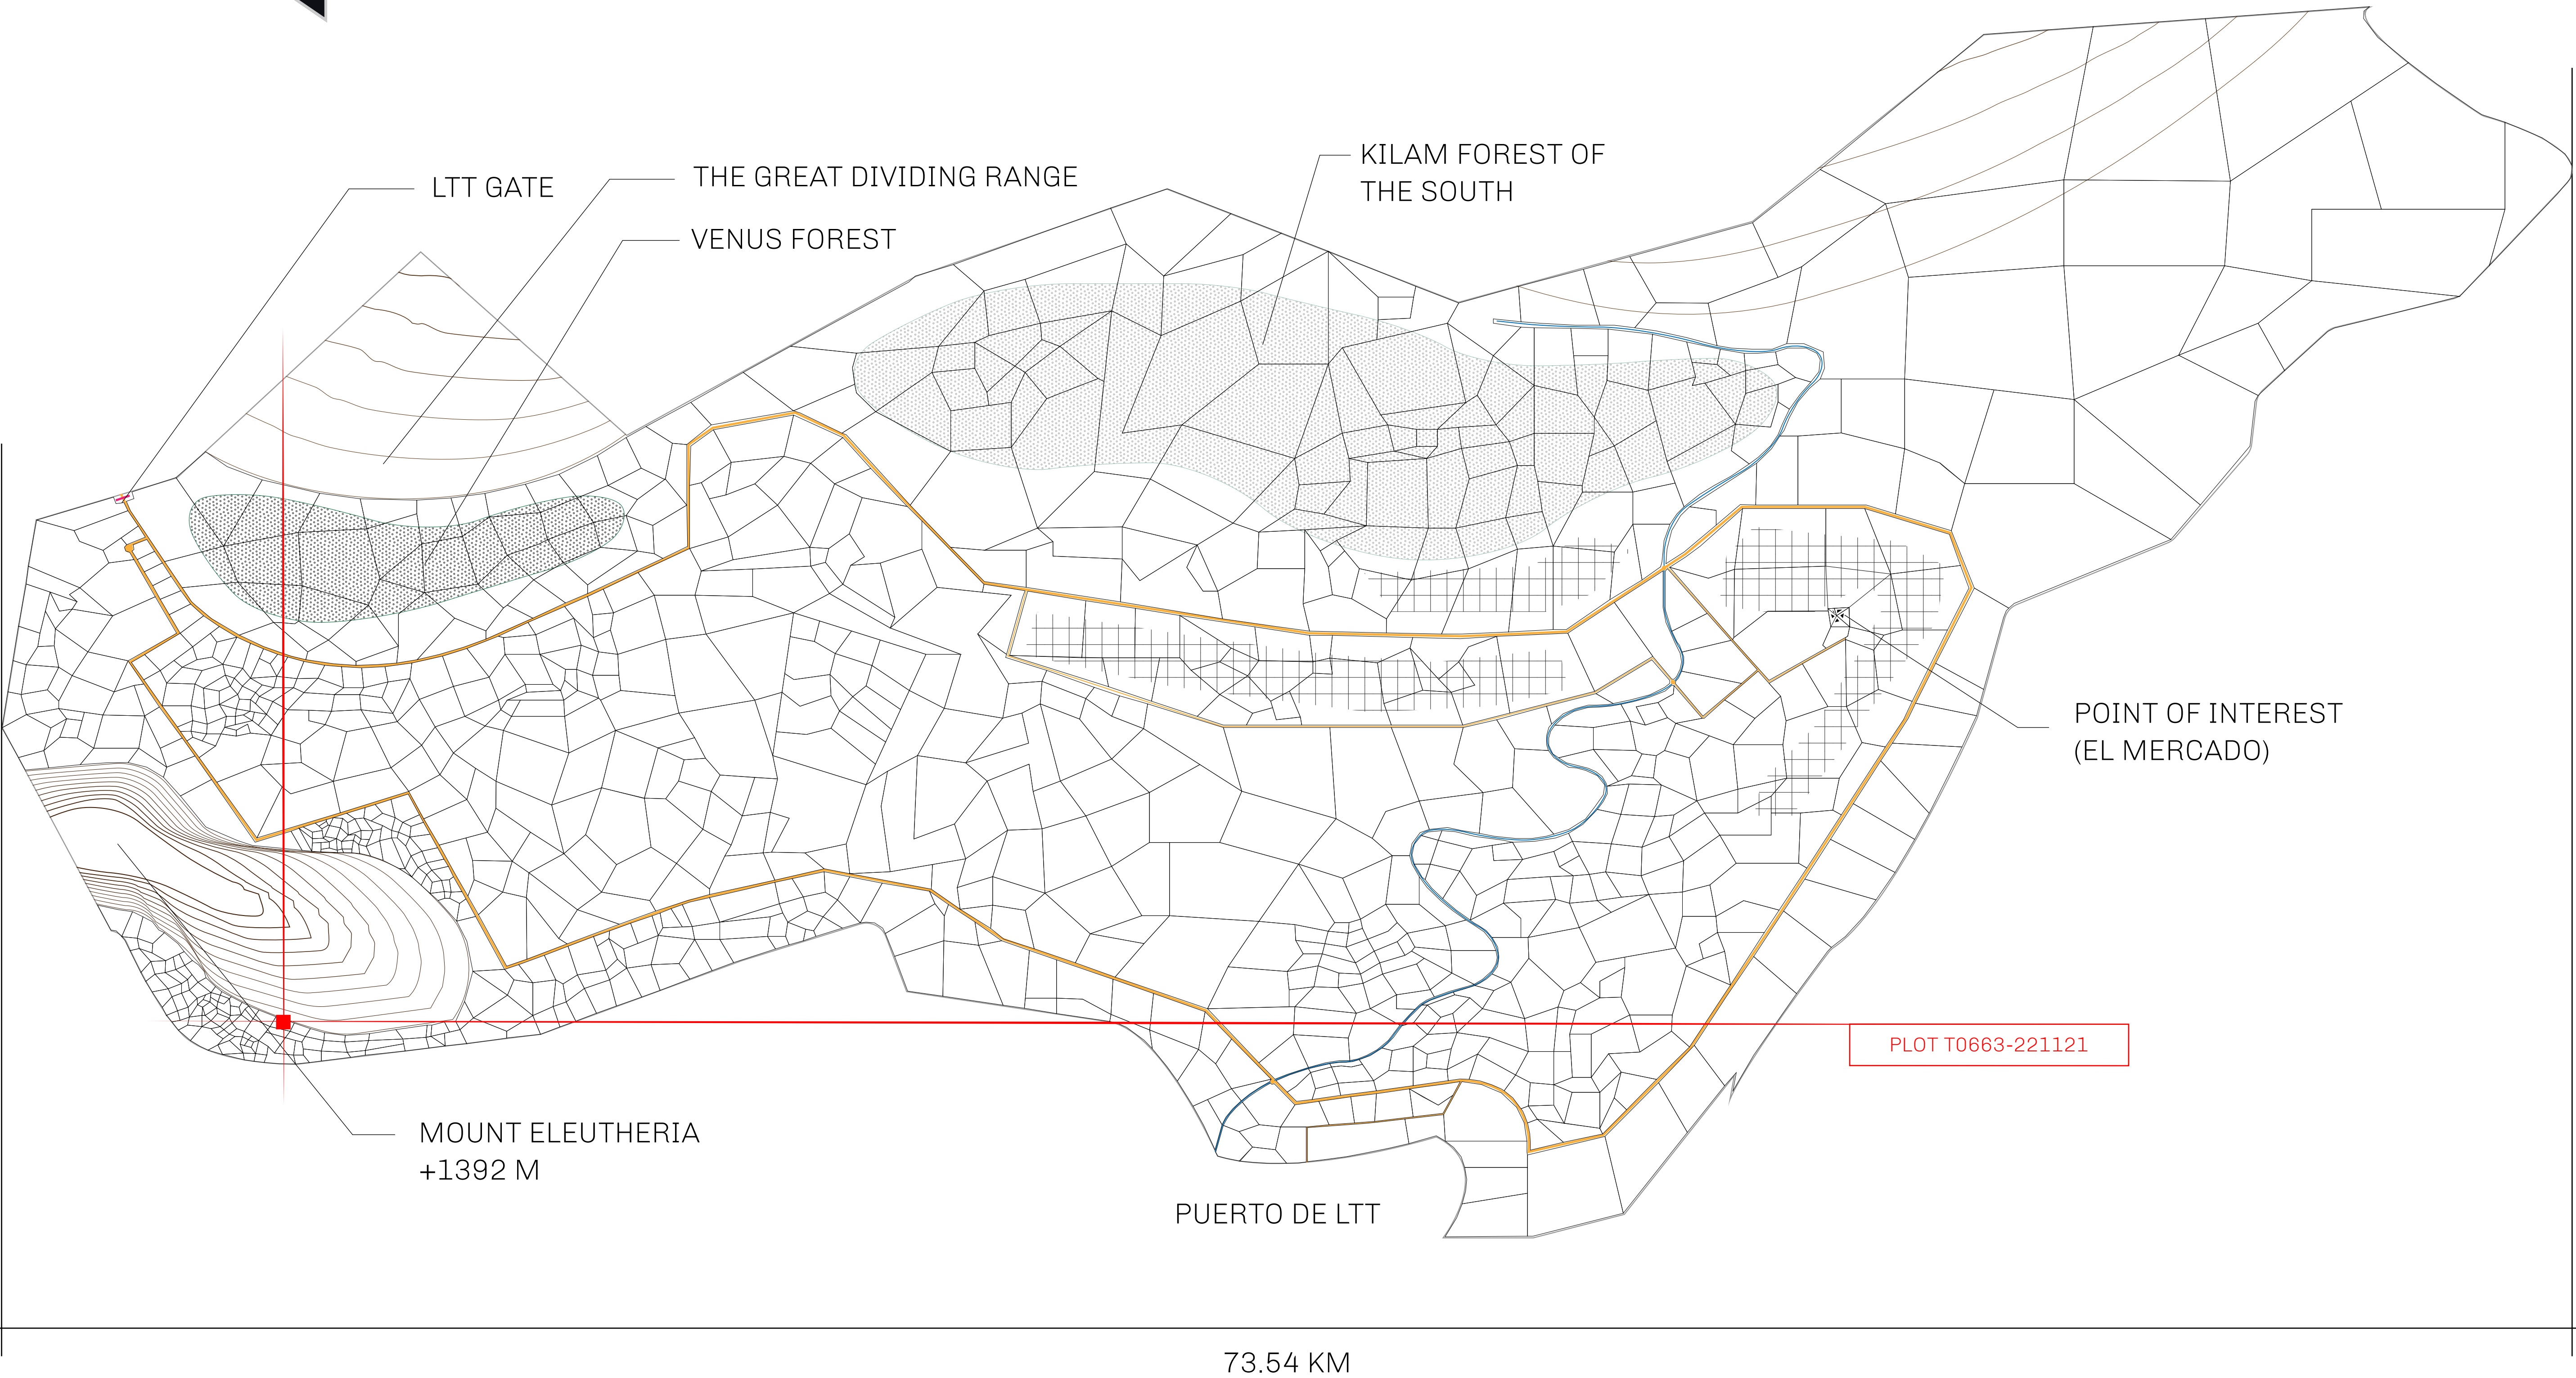 KILAM FOREST OF
THE SOUTH
THE GREAT DIVIDING RANGE
LTT GATE
VENUS FOREST
POINT OF INTEREST
(EL MERCADO)
PLOT T0663-221121
MOUNT ELEUTHERIA
+1392 M
PUERTO DE LTT
73.54 KM